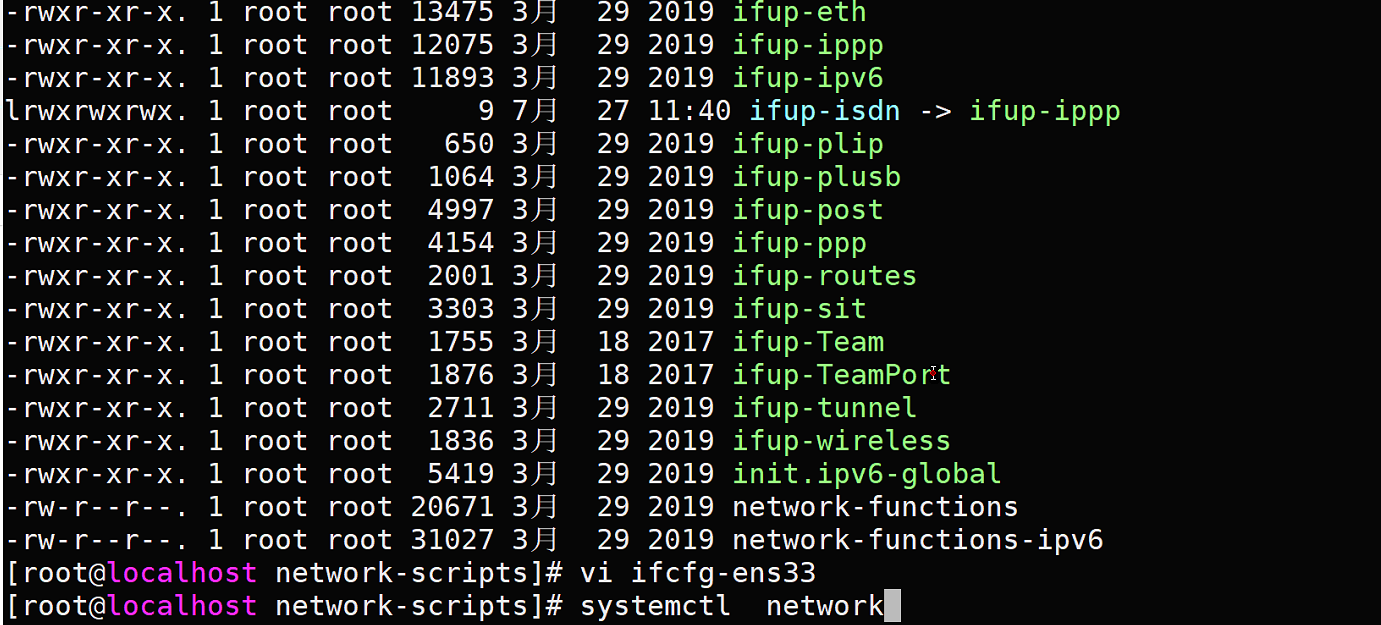 -rwxr-xr-x. 1 root root 13475 3月  29 2019 ifup-eth
-rwxr-xr-x. 1 root root 12075 3月  29 2019 ifup-ippp
-rwxr-xr-x. 1 root root 11893 3月  29 2019 ifup-ipv6
lrwxrwxrwx. 1 root root     9 7月  27 11:40 ifup-isdn -> ifup-ippp
-rwxr-xr-x. 1 root root   650 3月  29 2019 ifup-plip
-rwxr-xr-x. 1 root root  1064 3月  29 2019 ifup-plusb
-rwxr-xr-x. 1 root root  4997 3月  29 2019 ifup-post
-rwxr-xr-x. 1 root root  4154 3月  29 2019 ifup-ppp
-rwxr-xr-x. 1 root root  2001 3月  29 2019 ifup-routes
-rwxr-xr-x. 1 root root  3303 3月  29 2019 ifup-sit
-rwxr-xr-x. 1 root root  1755 3月  18 2017 ifup-Team
-rwxr-xr-x. 1 root root  1876 3月  18 2017 ifup-TeamPort
-rwxr-xr-x. 1 root root  2711 3月  29 2019 ifup-tunnel
-rwxr-xr-x. 1 root root  1836 3月  29 2019 ifup-wireless
-rwxr-xr-x. 1 root root  5419 3月  29 2019 init.ipv6-global
-rw-r--r--. 1 root root 20671 3月  29 2019 network-functions
-rw-r--r--. 1 root root 31027 3月  29 2019 network-functions-ipv6
[root@localhost network-scripts]# vi ifcfg-ens33
[root@localhost network-scripts]# systemctl  network